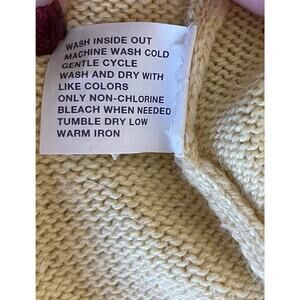 WASH INSIDE OUT
MACHINE WASH COLD
GENTLE CYCLE
WASH AND DRY WITH
LIKE COLORS
ONLY NON-CHLORINE
BLEACH WHEN NEEDED
TUMBLE DRY LOW
WARM IRON